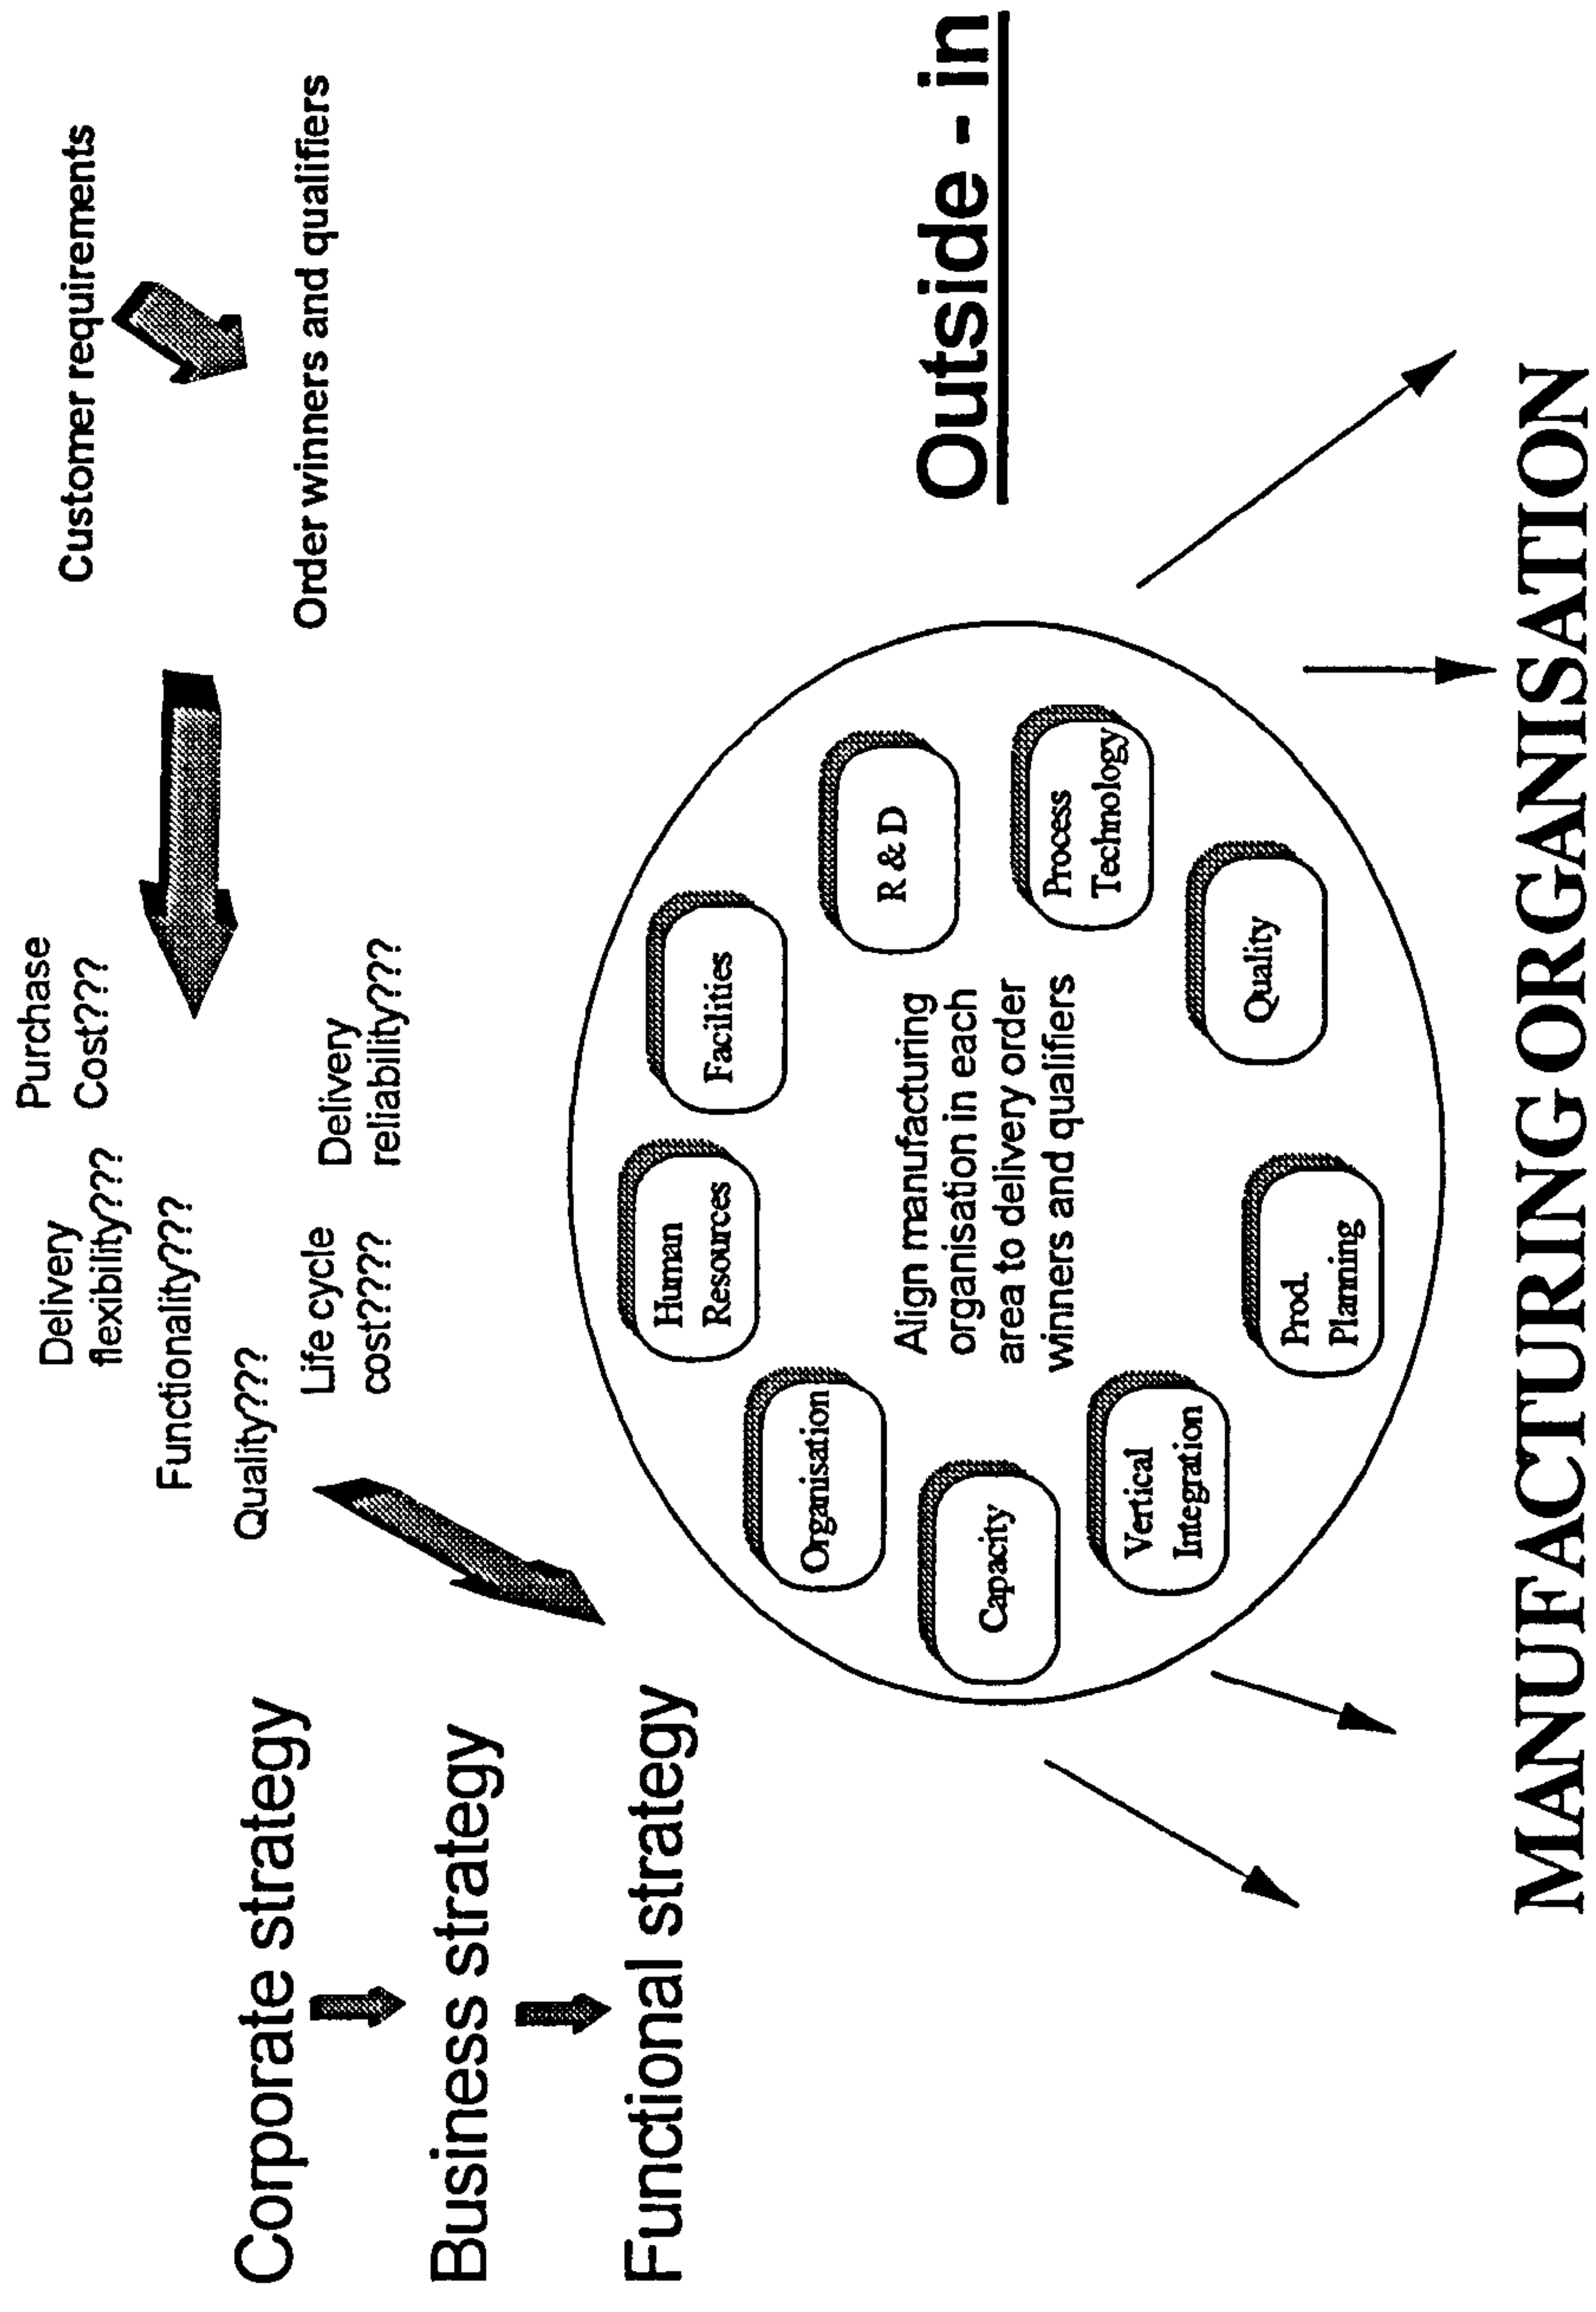 Customer requirements
Order winners and qualifiers
Purchase
Cost???
Delivery
flexibility???
Functionality???
Delivery
reliability???
Quality???
Life cycle
cost????
Corporate strategy
Business strategy
Functional strategy
Outside - in
Human
Resources
Facilities
Organisation
R & D
Capacity
Align manufacturing
organisation in each
area to delivery order
winners and qualifiers
Process
Technology
Vertical
Integration
Quality
Prod.
Planning
MANUFACTURING ORGANISATION